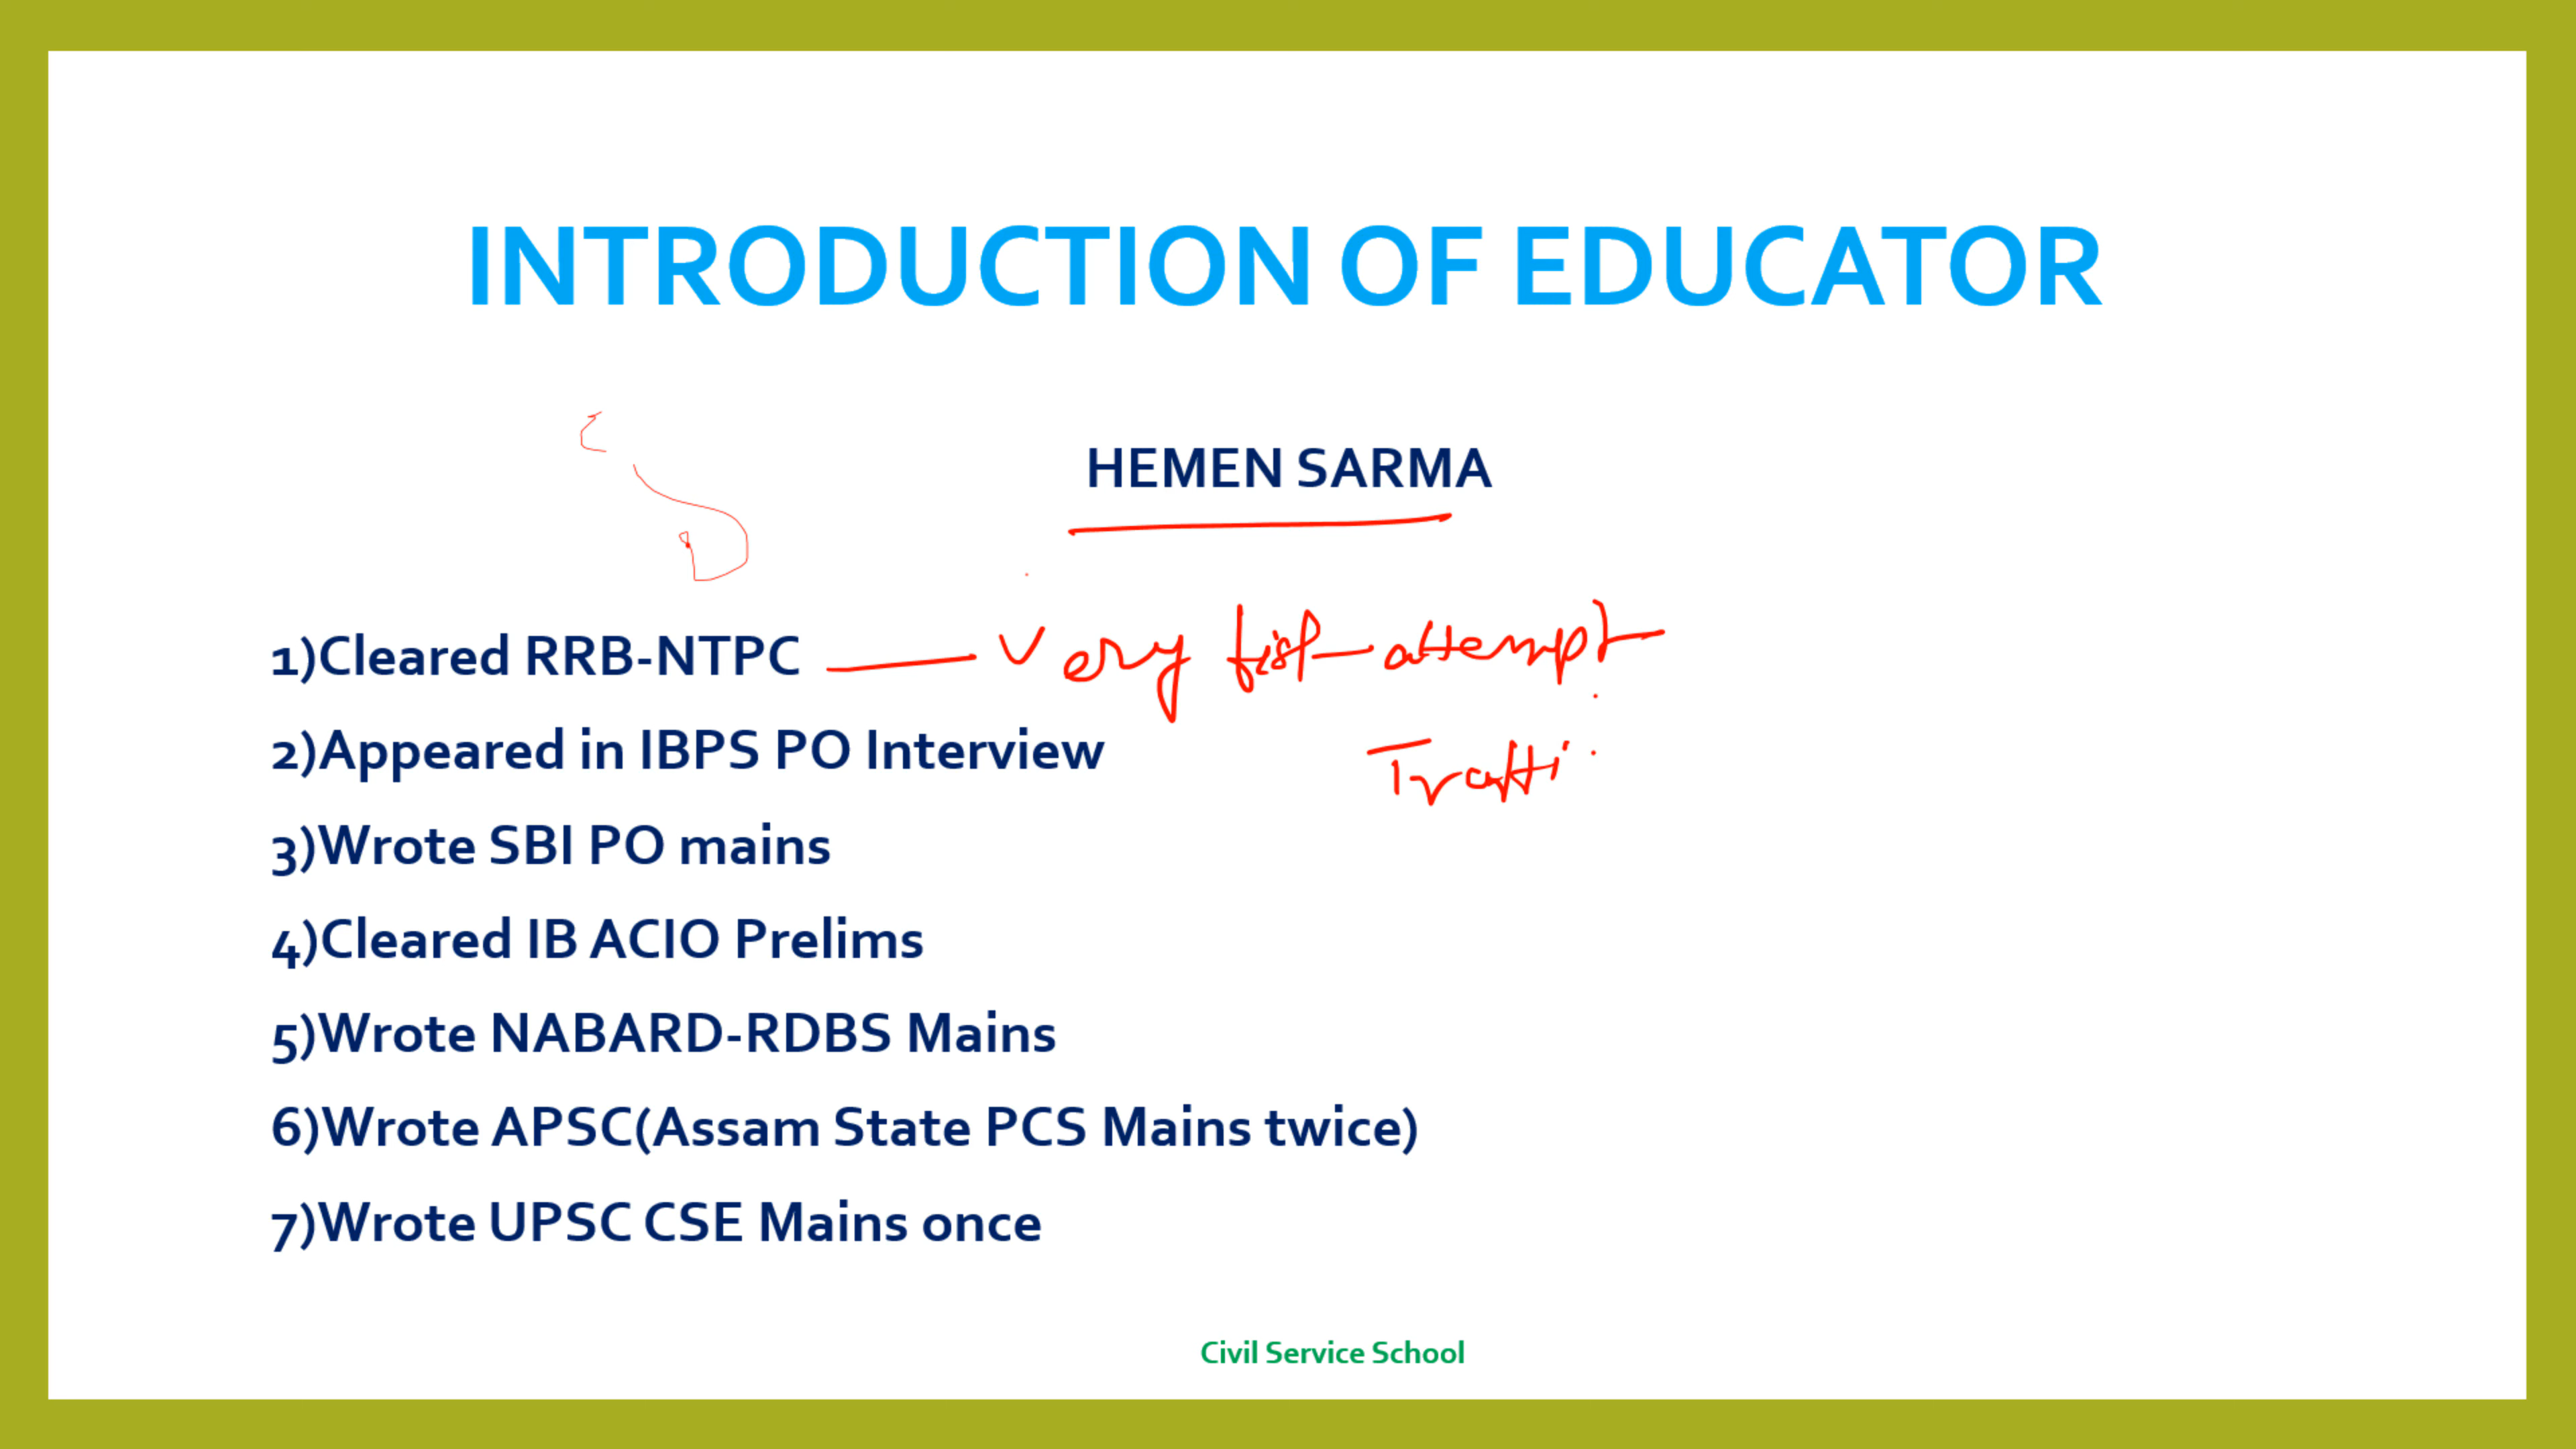 INTRODUCTION OF EDUCATOR
HEMEN SARMA
1)Cleared RRB-NTPC — very first attempt
2)Appeared in IBPS PO Interview
3)Wrote SBI PO mains
4)Cleared IB ACIO Prelims
5)Wrote NABARD-RDBS Mains
6)Wrote APSC(Assam State PCS Mains twice)
7)Wrote UPSC CSE Mains once
Civil Service School